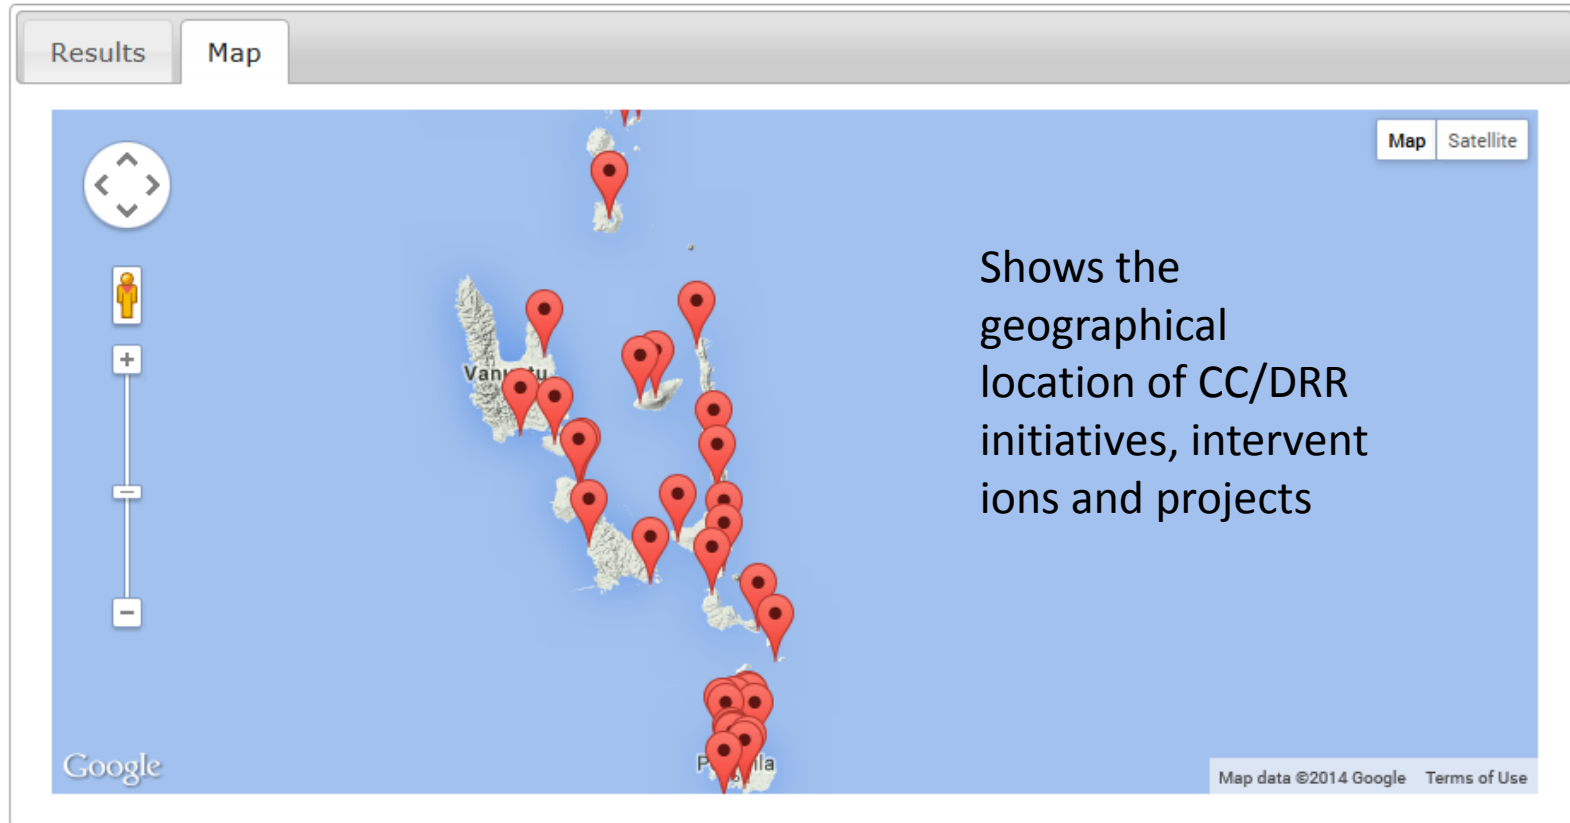 Results Map
Map Satellite
Shows the
geographical
location of CC/DRR
initiatives, intervent
ions and projects
Google
Map data ©2014 Google Terms of Use